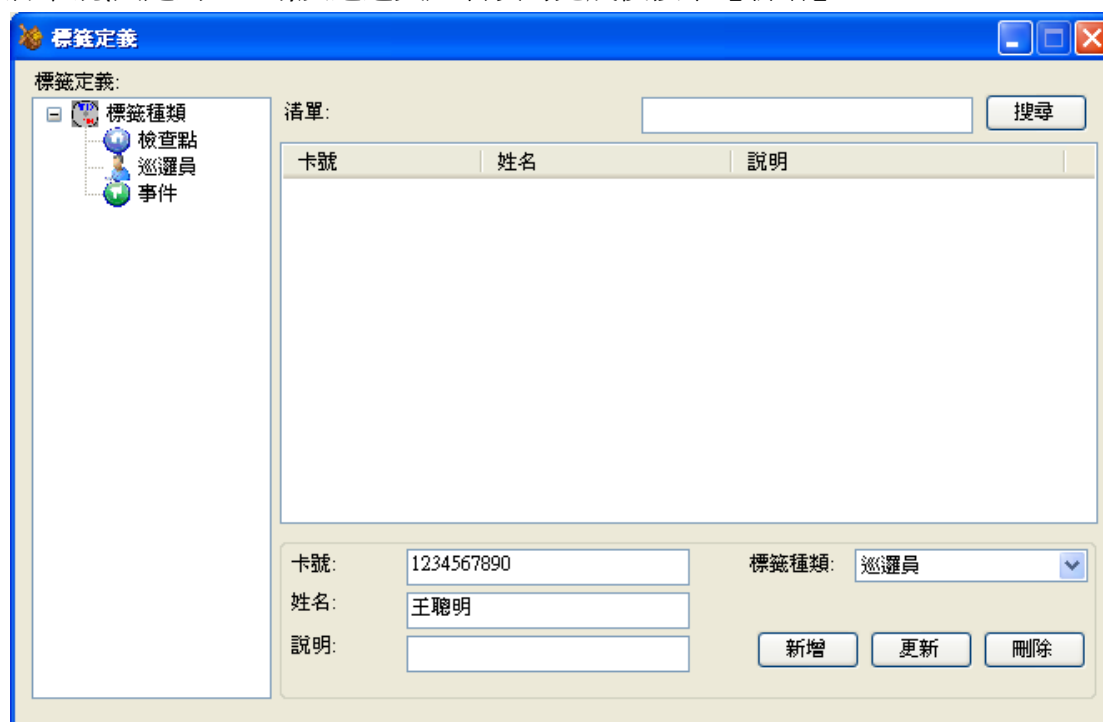 標籤定義
標籤定義:
標籤種類
檢查點
巡邏員
事件
清單:
搜尋
卡號 姓名 說明
卡號: 1234567890 標籤種類: 巡邏員
姓名: 王聰明
說明:
新增 更新 刪除